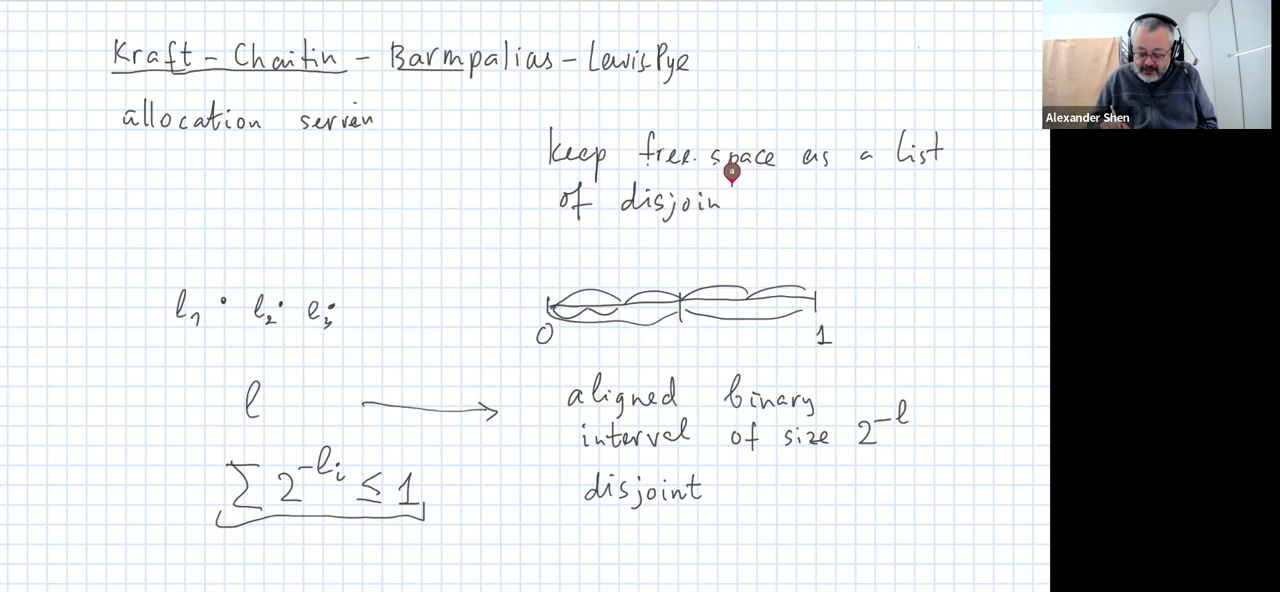 Kraft - Chaitin - Barmpalias - Lewis-Pye
allocation
keep free space as a list
of disjoin
Alexander Shen
l₁ l₂ l₃
0 1
l → aligned binary
interval of size 2^{-l}
∑ 2^{-lᵢ} ≤ 1
disjoint